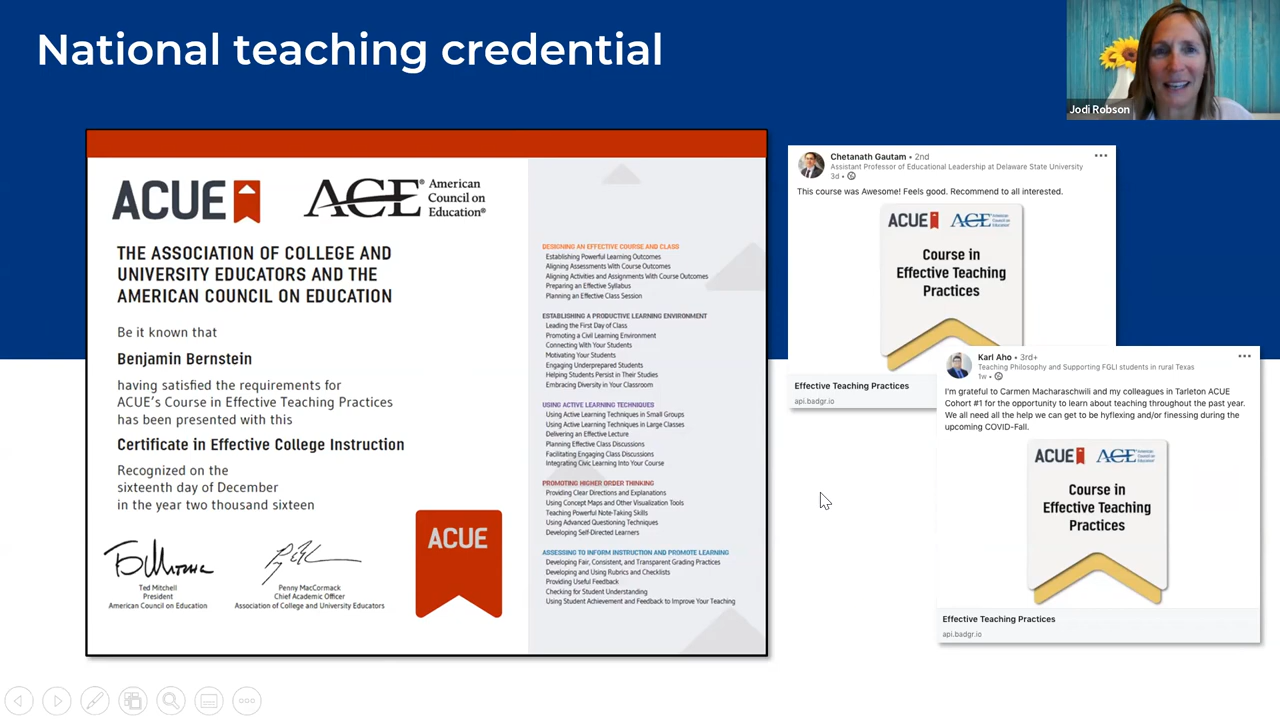 National teaching credential
Jodi Robson
ACUE
ACE® American
Council on
Education®
THE ASSOCIATION OF COLLEGE AND
UNIVERSITY EDUCATORS AND THE
AMERICAN COUNCIL ON EDUCATION
Be it known that
Benjamin Bernstein
having satisfied the requirements for
ACUE's Course in Effective Teaching Practices
has been presented with this
Certificate in Effective College Instruction
Recognized on the
sixteenth day of December
in the year two thousand sixteen
Ted Mitchell
President
American Council on Education
Penny MacCormack
Chief Academic Officer
Association of College and University Educators
ACUE
DESIGNING AN EFFECTIVE COURSE AND CLASS
Establishing Powerful Learning Outcomes
Aligning Assessments With Course Outcomes
Aligning Activities and Assignments With Course Outcomes
Preparing an Effective Syllabus
Planning an Effective Class Session
ESTABLISHING A PRODUCTIVE LEARNING ENVIRONMENT
Leading the First Day of Class
Promoting a Civil Learning Environment
Connecting With Your Students
Motivating Your Students
Engaging Underprepared Students
Helping Students Persist in Their Studies
Embracing Diversity in Your Classroom
USING ACTIVE LEARNING TECHNIQUES
Using Active Learning Techniques in Small Groups
Using Active Learning Techniques in Large Classes
Delivering an Effective Lecture
Planning Effective Class Discussions
Facilitating Engaging Class Discussions
Integrating Civic Learning Into Your Course
PROMOTING HIGHER ORDER THINKING
Providing Clear Directions and Explanations
Using Concept Maps and Other Visualization Tools
Teaching Powerful Note-Taking Skills
Using Advanced Questioning Techniques
Developing Self-Directed Learners
ASSESSING TO INFORM INSTRUCTION AND PROMOTE LEARNING
Developing Fair, Consistent, and Transparent Grading Practices
Developing and Using Rubrics and Checklists
Providing Useful Feedback
Checking for Student Understanding
Using Student Achievement and Feedback to Improve Your Teaching
Chetanath Gautam • 2nd
Assistant Professor of Educational Leadership at Delaware State University
3d •
This course was Awesome! Feels good. Recommend to all interested.
ACUE ACE American Council on Education
Course in
Effective Teaching
Practices
Effective Teaching Practices
api.badgr.io
Karl Aho • 3rd+
Teaching Philosophy and Supporting FGLI students in rural Texas
1w •
I'm grateful to Carmen Macharaschwili and my colleagues in Tarleton ACUE
Cohort #1 for the opportunity to learn about teaching throughout the past year.
We all need all the help we can get to be hyflexing and/or finessing during the
upcoming COVID-Fall.
ACUE ACE American Council on Education
Course in
Effective Teaching
Practices
Effective Teaching Practices
api.badgr.io